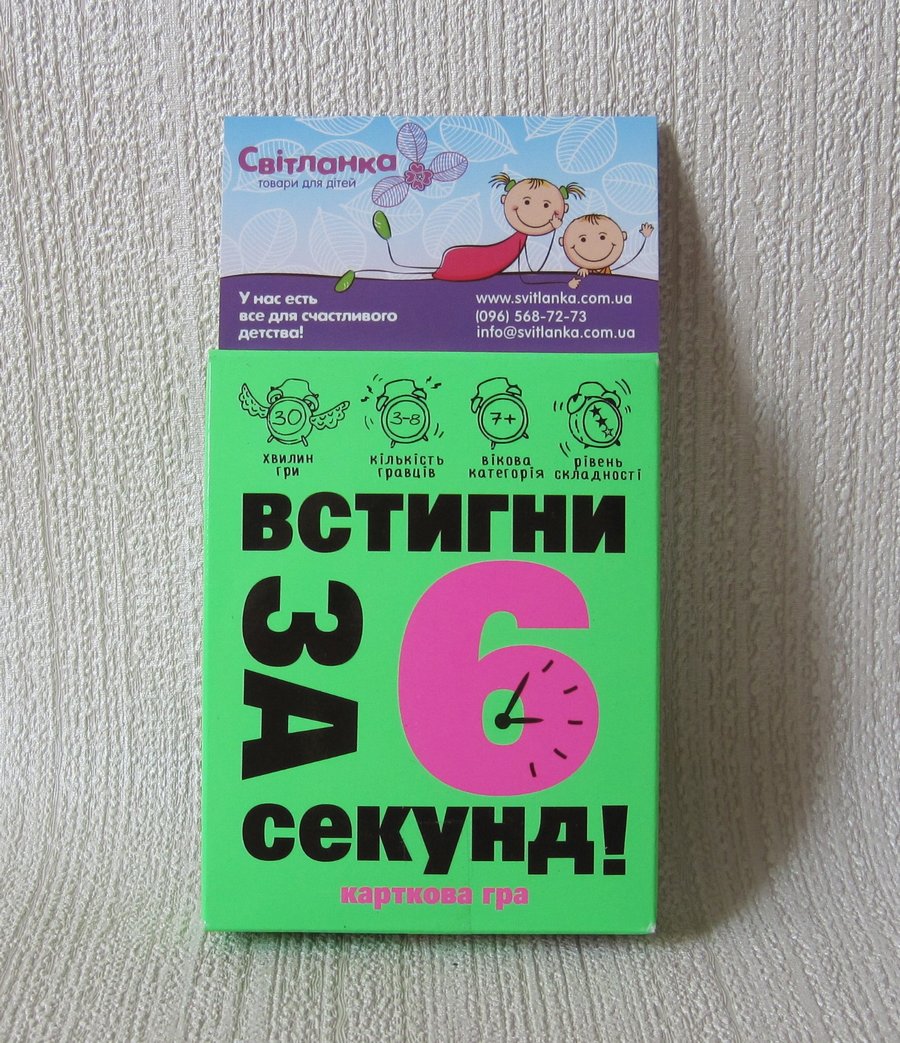 Світланка
товари для дітей
У нас есть
все для счастливого
детства!
www.svitlanka.com.ua
(096) 568-72-73
info@svitlanka.com.ua
30
хвилин
гри
3-8
кількість
гравців
7+
вікова
категорія
рівень
складності
ВСТИГНИ
ЗА
6
секунд!
карткова гра